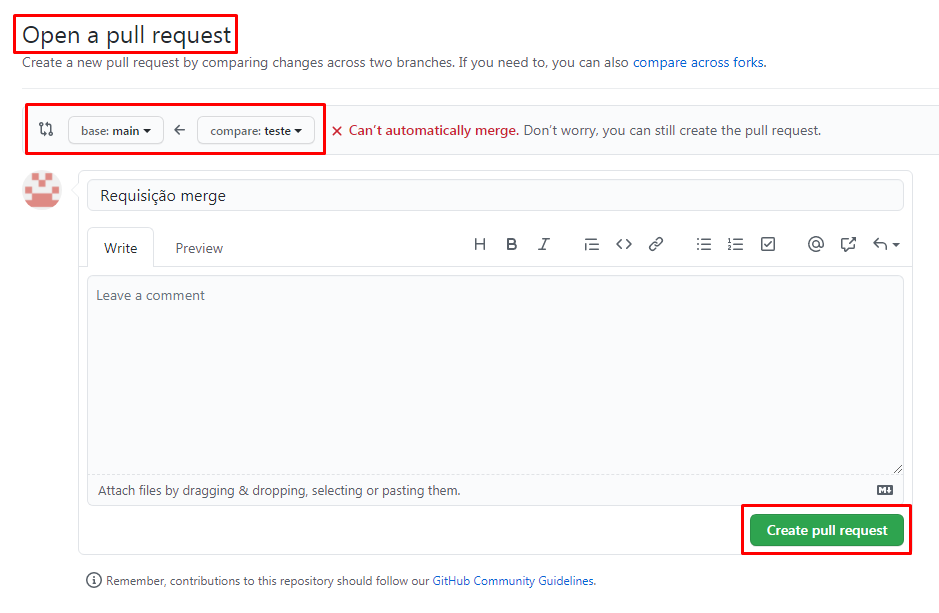 Open a pull request
Create a new pull request by comparing changes across two branches. If you need to, you can also compare across forks.
base: main compare: teste Can't automatically merge. Don't worry, you can still create the pull request.
Requisição merge
Write Preview
Leave a comment
Attach files by dragging & dropping, selecting or pasting them.
Create pull request
Remember, contributions to this repository should follow our GitHub Community Guidelines.